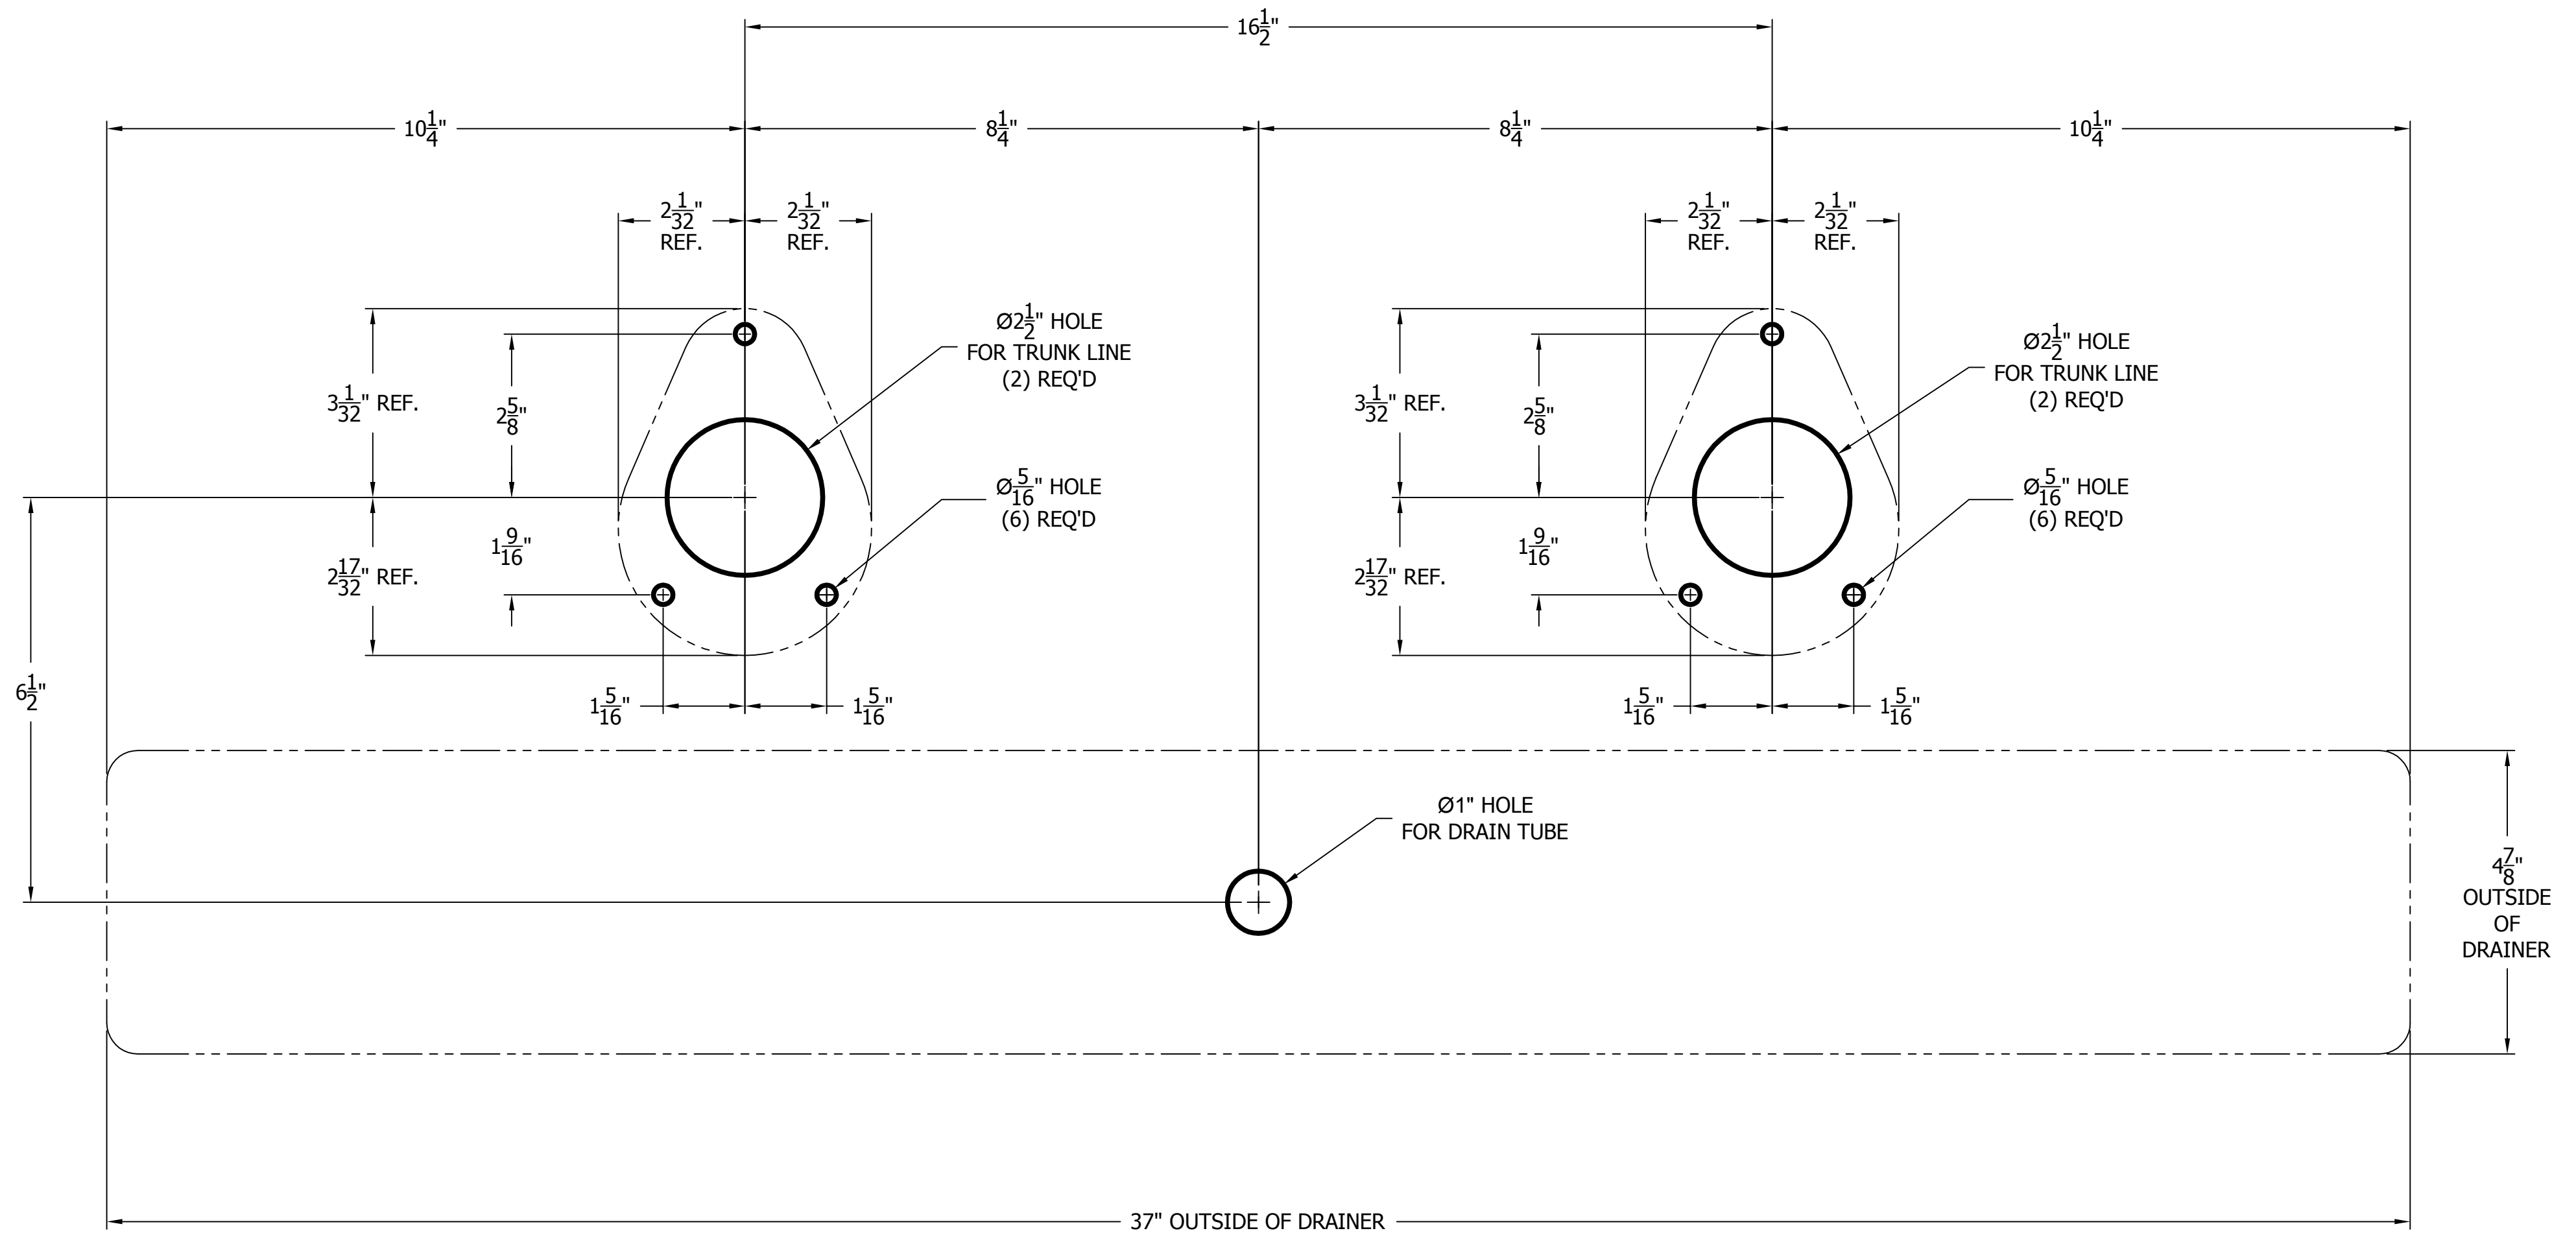 16 1/2"
10 1/4"
8 1/4"
8 1/4"
10 1/4"
2 1/32"
REF.
2 1/32"
REF.
2 1/32"
REF.
2 1/32"
REF.
Ø2 1/2" HOLE
FOR TRUNK LINE
(2) REQ'D
Ø2 1/2" HOLE
FOR TRUNK LINE
(2) REQ'D
3 1/32" REF.
2 5/8"
3 1/32" REF.
2 5/8"
Ø5/16" HOLE
(6) REQ'D
Ø5/16" HOLE
(6) REQ'D
1 9/16"
1 9/16"
2 17/32" REF.
2 17/32" REF.
6 1/2"
1 5/16"
1 5/16"
1 5/16"
1 5/16"
Ø1" HOLE
FOR DRAIN TUBE
4 7/8"
OUTSIDE
OF
DRAINER
37" OUTSIDE OF DRAINER